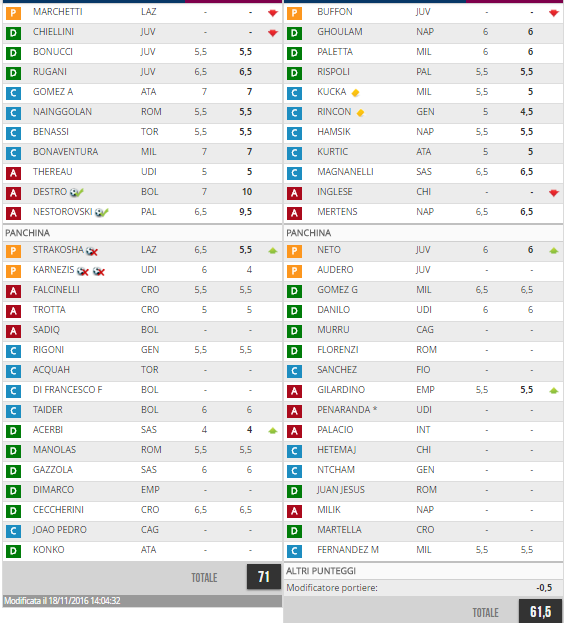 P MARCHETTI LAZ - -
D CHIELLINI JUV - -
D BONUCCI JUV 5,5 5,5
D RUGANI JUV 6,5 6,5
C GOMEZ A ATA 7 7
C NAINGGOLAN ROM 5,5 5,5
C BENASSI TOR 5,5 5,5
C BONAVENTURA MIL 7 7
A THEREAU UDI 5 5
A DESTRO BOL 7 10
A NESTOROVSKI PAL 6,5 9,5
PANCHINA
P STRAKOSHA LAZ 6,5 5,5
P KARNEZIS UDI 6 4
A FALCINELLI CRO 5,5 5,5
A TROTTA CRO 5 5
A SADIQ BOL - -
C RIGONI GEN 5,5 5,5
C ACQUAH TOR - -
C DI FRANCESCO F BOL - -
C TAIDER BOL 6 6
D ACERBI SAS 4 4
D MANOLAS ROM 5,5 5,5
D GAZZOLA SAS 6 6
D DIMARCO EMP - -
D CECCHERINI CRO 6,5 6,5
C JOAO PEDRO CAG - -
D KONKO ATA - -
TOTALE 71
Modificata il 18/11/2016 14:04:32
P BUFFON JUV - -
D GHOULAM NAP 6 6
D PALETTA MIL 6 6
D RISPOLI PAL 5,5 5,5
C KUCKA MIL 5,5 5
C RINCON GEN 5 4,5
C HAMSIK NAP 5,5 5,5
C KURTIC ATA 5 5
C MAGNANELLI SAS 6,5 6,5
A INGLESE CHI - -
A MERTENS NAP 6,5 6,5
PANCHINA
P NETO JUV 6 6
P AUDERO JUV - -
D GOMEZ G MIL 6,5 6,5
D DANILO UDI 6 6
D MURRU CAG - -
D FLORENZI ROM - -
C SANCHEZ FIO - -
A GILARDINO EMP 5,5 5,5
A PENARANDA * UDI - -
A PALACIO INT - -
C HETEMAJ CHI - -
C NTCHAM GEN - -
D JUAN JESUS ROM - -
A MILIK NAP - -
D MARTELLA CRO - -
C FERNANDEZ M MIL 5,5 5,5
ALTRI PUNTEGGI
Modificatore portiere: -0,5
TOTALE 61,5